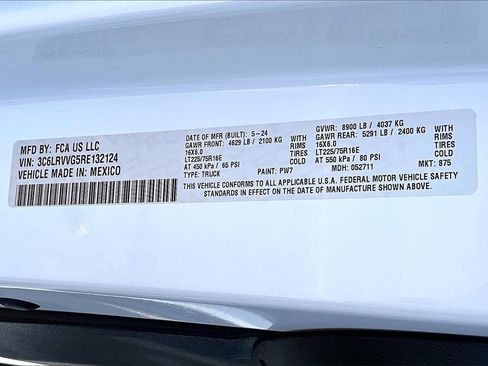 MFD BY: FCA US LLC
VIN: 3C6LRVVG5RE132124
VEHICLE MADE IN: MEXICO
DATE OF MFR (BUILT): 5-24 GVWR: 8900 LB / 4037 KG
GAWR FRONT: 4629 LB / 2100 KG GAWR REAR: 5291 LB / 2400 KG
16X6.0 RIMS 16X6.0 RIMS
LT225/75R16E TIRES LT225/75R16E TIRES
AT 450 KPA / 65 PSI COLD AT 550 KPA / 80 PSI COLD
TYPE: TRUCK PAINT: PW7 MDH: 052711 MKT: 875
THIS VEHICLE CONFORMS TO ALL APPLICABLE U.S.A. FEDERAL MOTOR VEHICLE SAFETY
STANDARDS IN EFFECT ON THE DATE OF MANUFACTURE SHOWN ABOVE